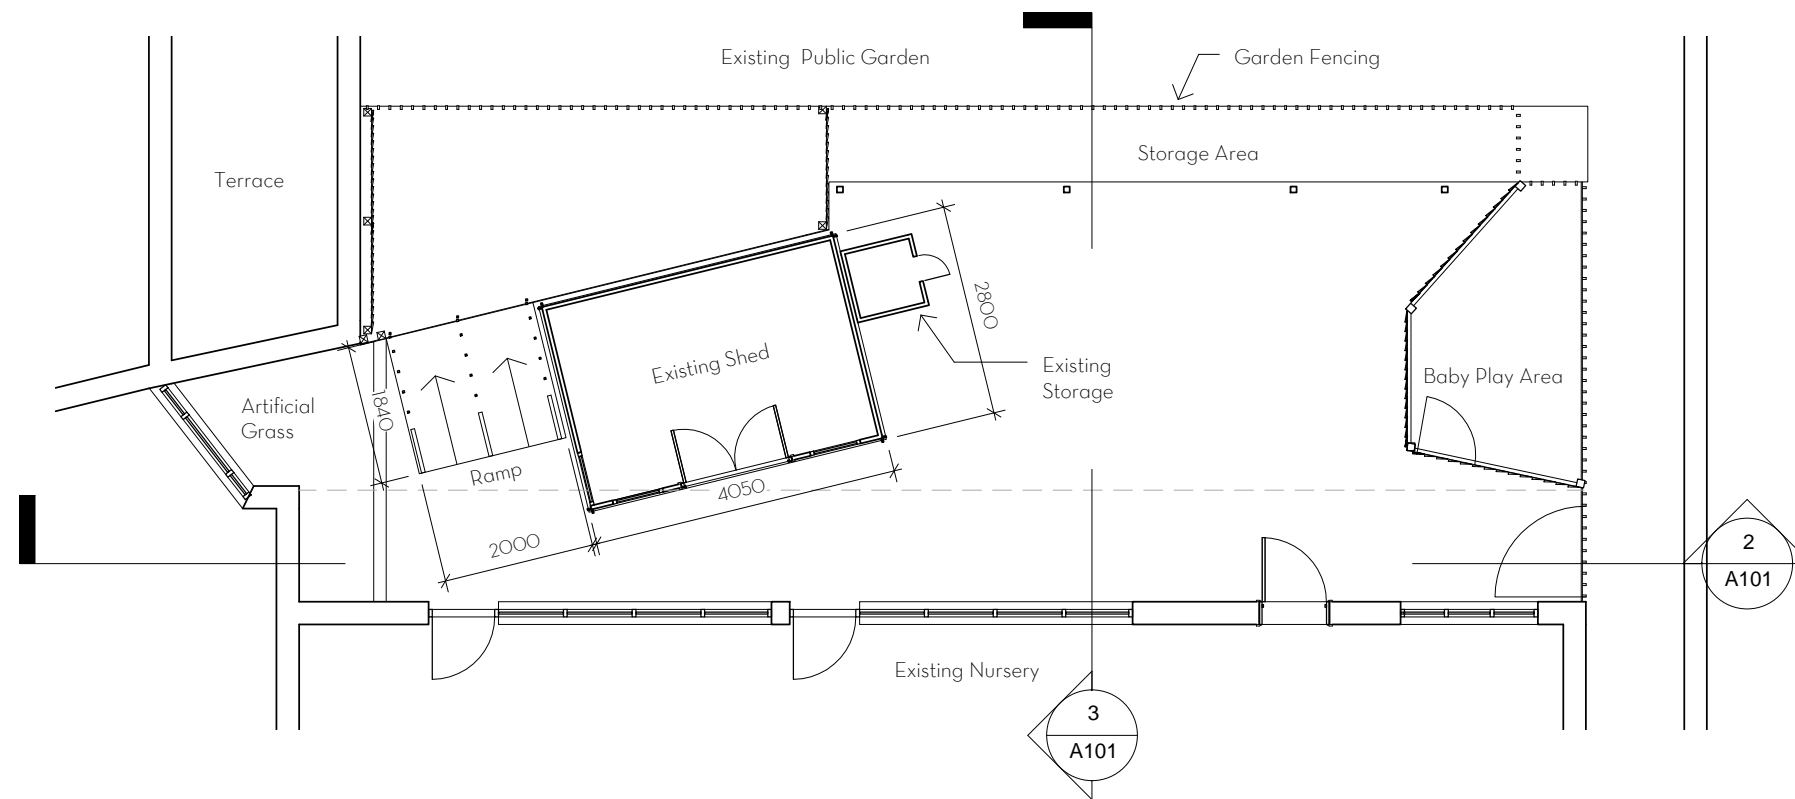 Existing Public Garden
Garden Fencing
Storage Area
Terrace
2800
Existing Shed
Existing
Storage
Baby Play Area
Artificial
Grass
1840
Ramp
4050
2000
2
A101
Existing Nursery
3
A101